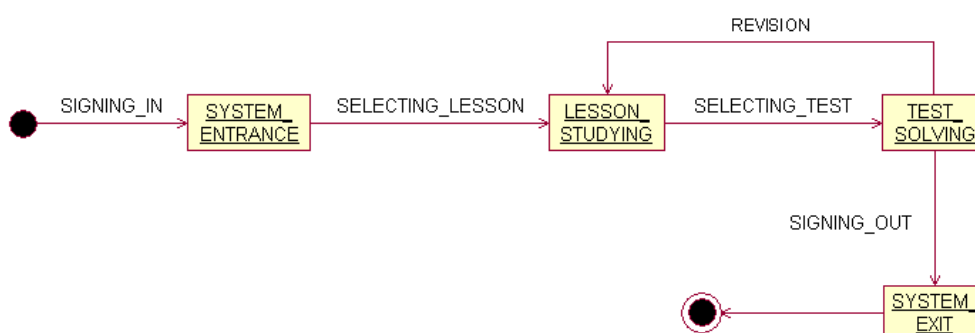 REVISION
SIGNING_IN
SYSTEM_
ENTRANCE
SELECTING_LESSON
LESSON_
STUDYING
SELECTING_TEST
TEST_
SOLVING
SIGNING_OUT
SYSTEM_
EXIT